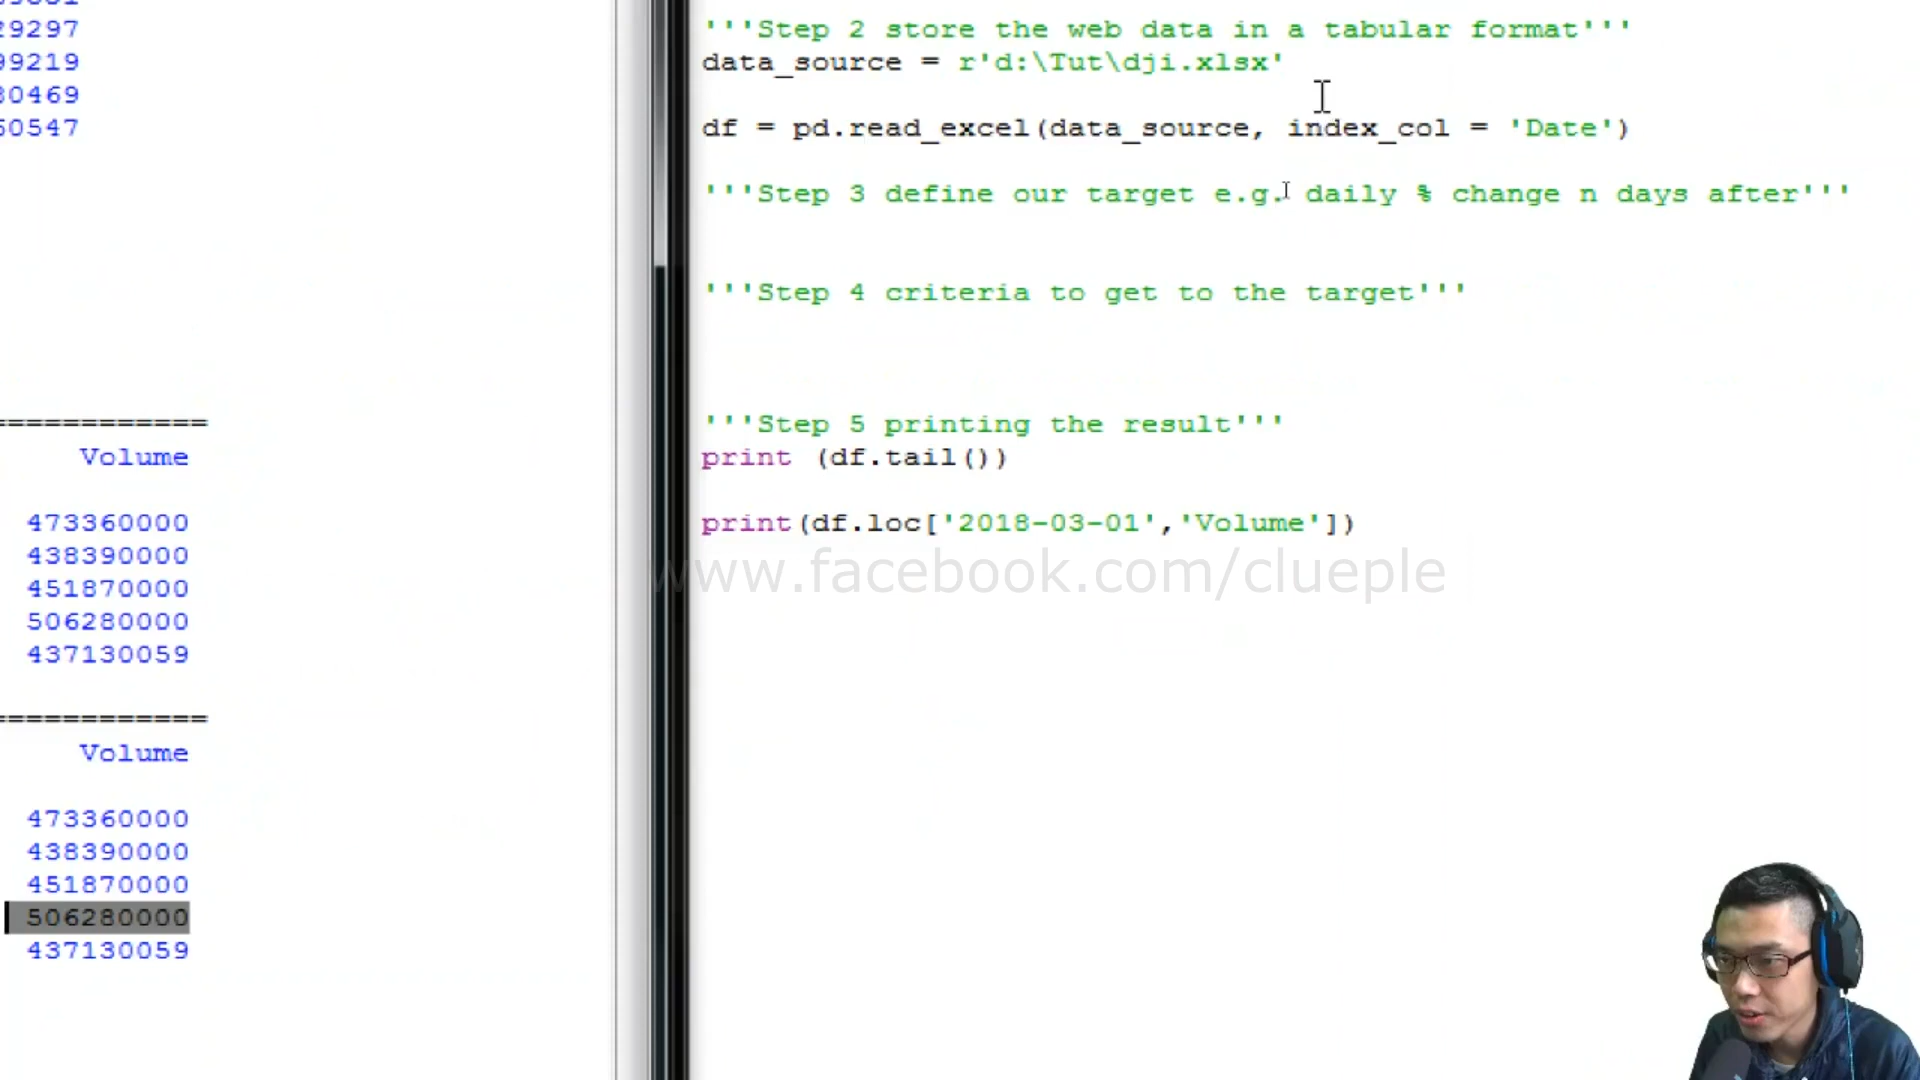 29297
99219
30469
50547
============
Volume
473360000
438390000
451870000
506280000
437130059
============
Volume
473360000
438390000
451870000
506280000
437130059
'''Step 2 store the web data in a tabular format'''
data_source = r'd:\Tut\dji.xlsx'
df = pd.read_excel(data_source, index_col = 'Date')
'''Step 3 define our target e.g. daily % change n days after'''
'''Step 4 criteria to get to the target'''
'''Step 5 printing the result'''
print (df.tail())
print(df.loc['2018-03-01','Volume'])
www.facebook.com/clueple